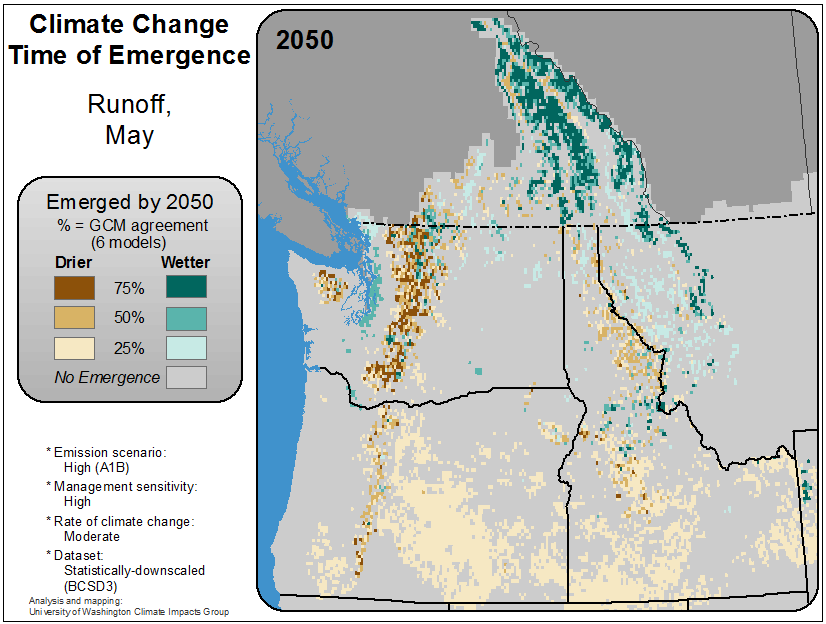 Climate Change
Time of Emergence
2050
Runoff,
May
Emerged by 2050
% = GCM agreement
(6 models)
Drier Wetter
75%
50%
25%
No Emergence
* Emission scenario:
High (A1B)
* Management sensitivity:
High
* Rate of climate change:
Moderate
* Dataset:
Statistically-downscaled
(BCSD3)
Analysis and mapping:
University of Washington Climate Impacts Group